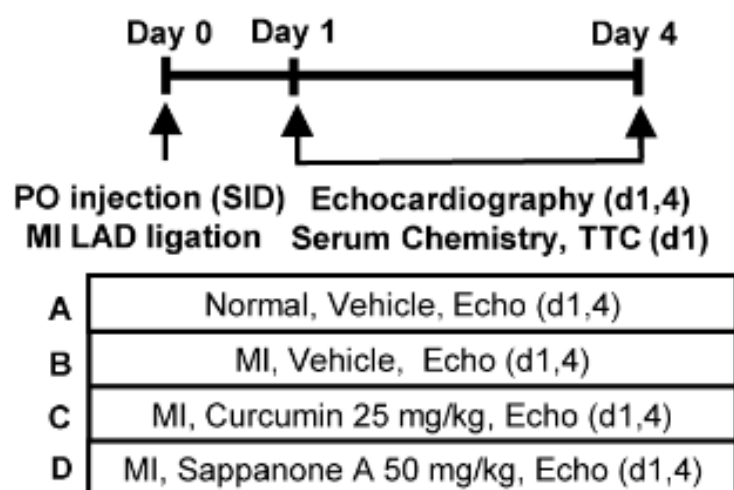 Day 0 Day 1 Day 4
PO injection (SID) Echocardiography (d1,4)
MI LAD ligation Serum Chemistry, TTC (d1)
A Normal, Vehicle, Echo (d1,4)
B MI, Vehicle, Echo (d1,4)
C MI, Curcumin 25 mg/kg, Echo (d1,4)
D MI, Sappanone A 50 mg/kg, Echo (d1,4)